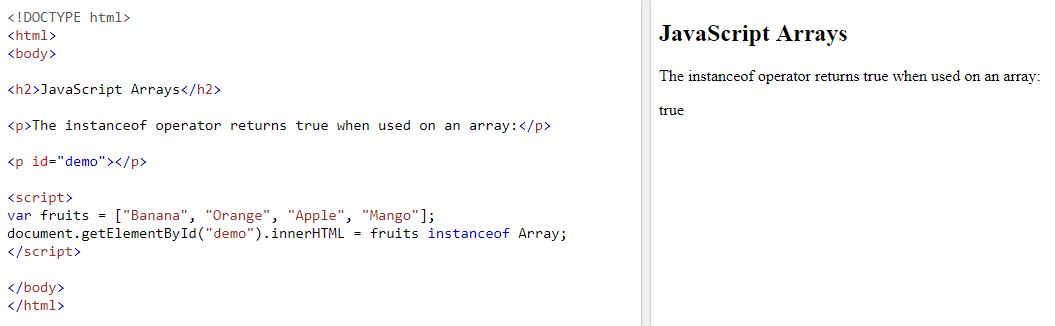 <!DOCTYPE html>
<html>
<body>
<h2>JavaScript Arrays</h2>
<p>The instanceof operator returns true when used on an array:</p>
<p id="demo"></p>
<script>
var fruits = ["Banana", "Orange", "Apple", "Mango"];
document.getElementById("demo").innerHTML = fruits instanceof Array;
</script>
</body>
</html>
JavaScript Arrays
The instanceof operator returns true when used on an array:
true